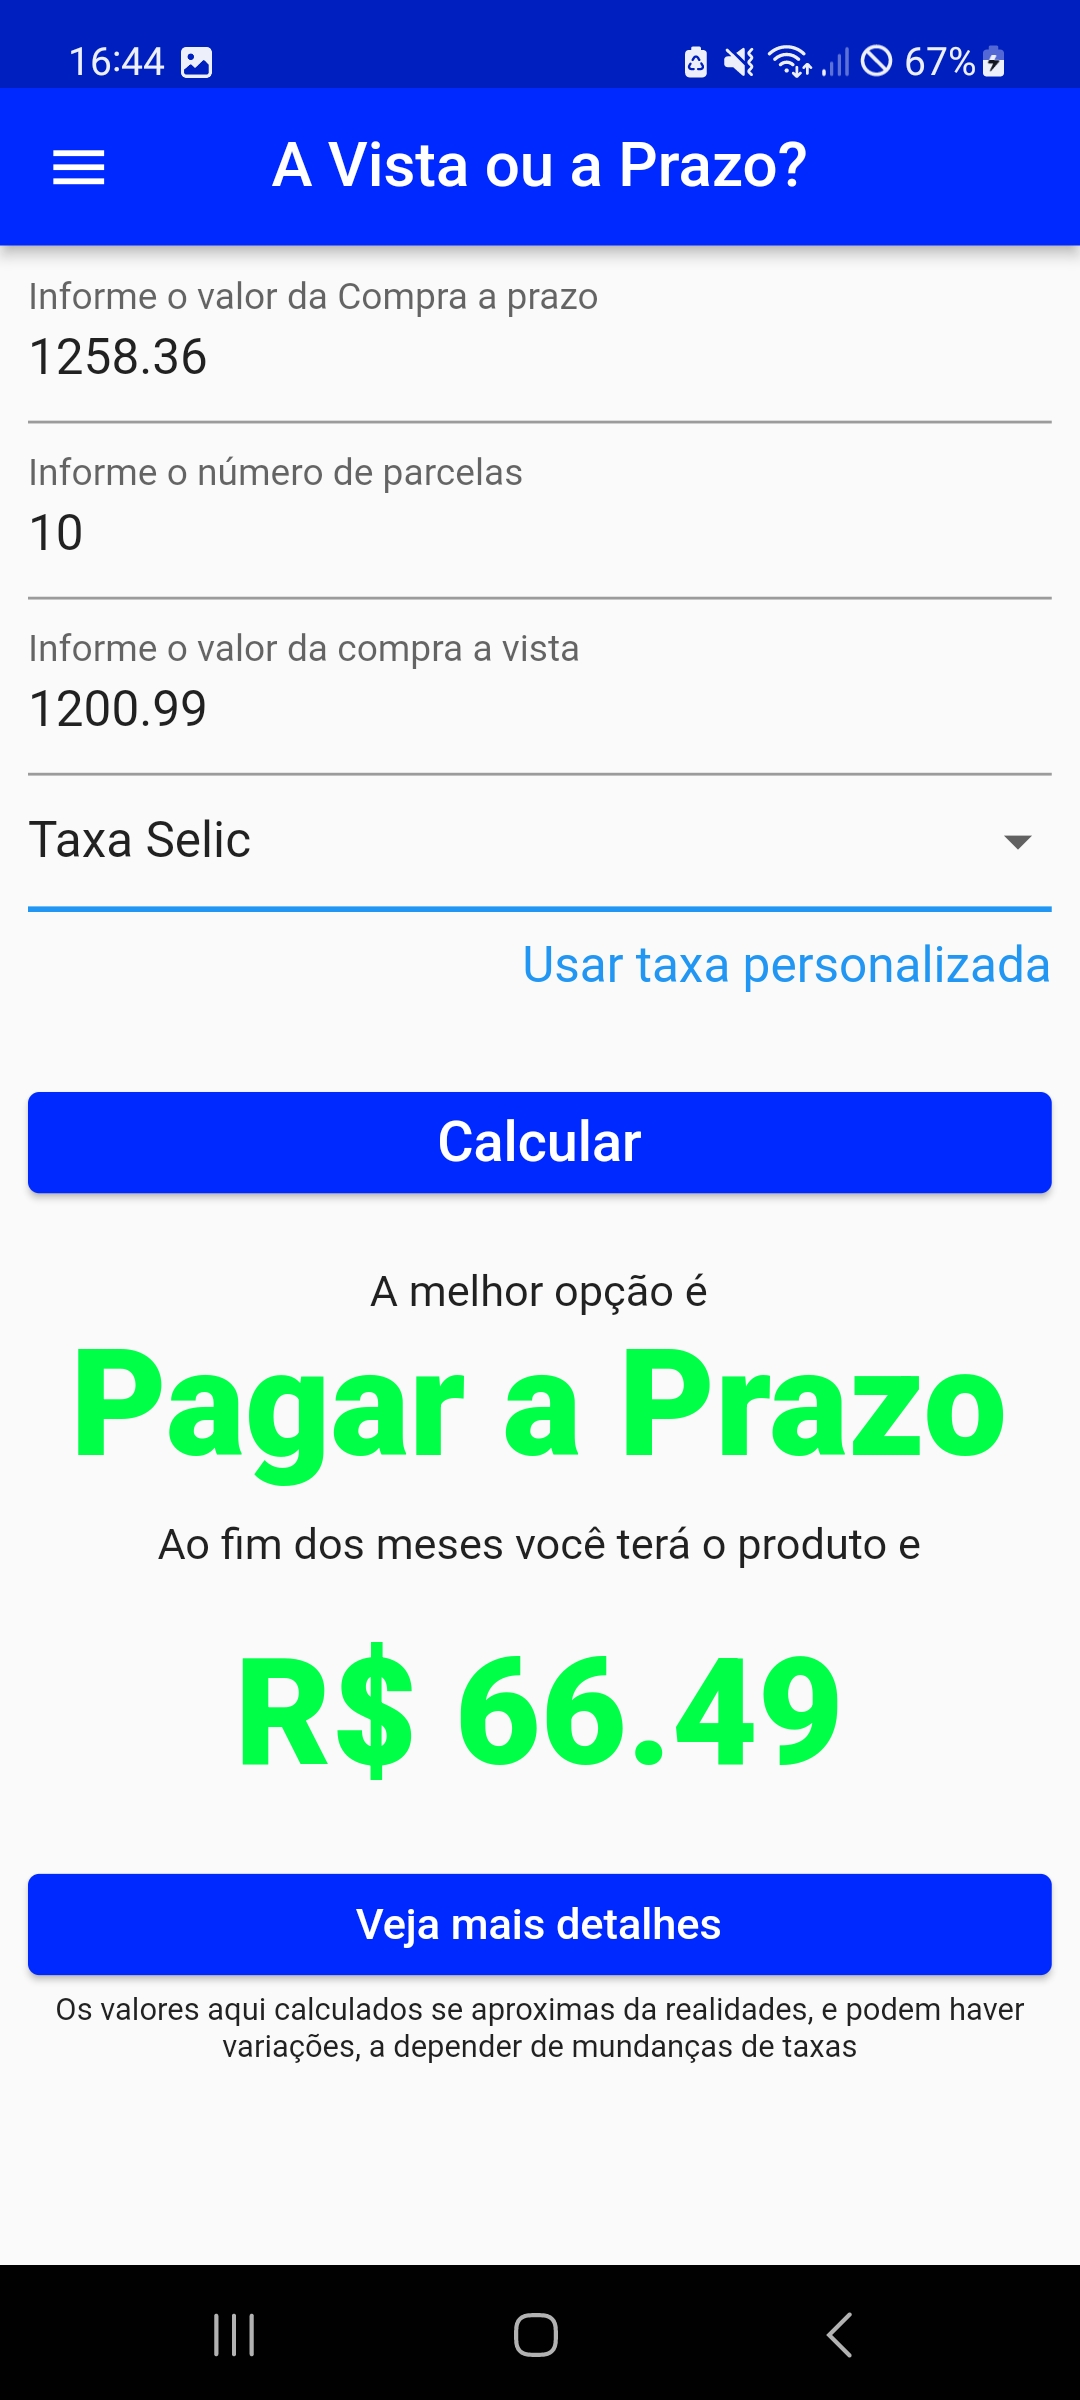 16:44 67%
A Vista ou a Prazo?
Informe o valor da Compra a prazo
1258.36
Informe o número de parcelas
10
Informe o valor da compra a vista
1200.99
Taxa Selic
Usar taxa personalizada
Calcular
A melhor opção é
Pagar a Prazo
Ao fim dos meses você terá o produto e
R$ 66.49
Veja mais detalhes
Os valores aqui calculados se aproximas da realidades, e podem haver
variações, a depender de mundanças de taxas